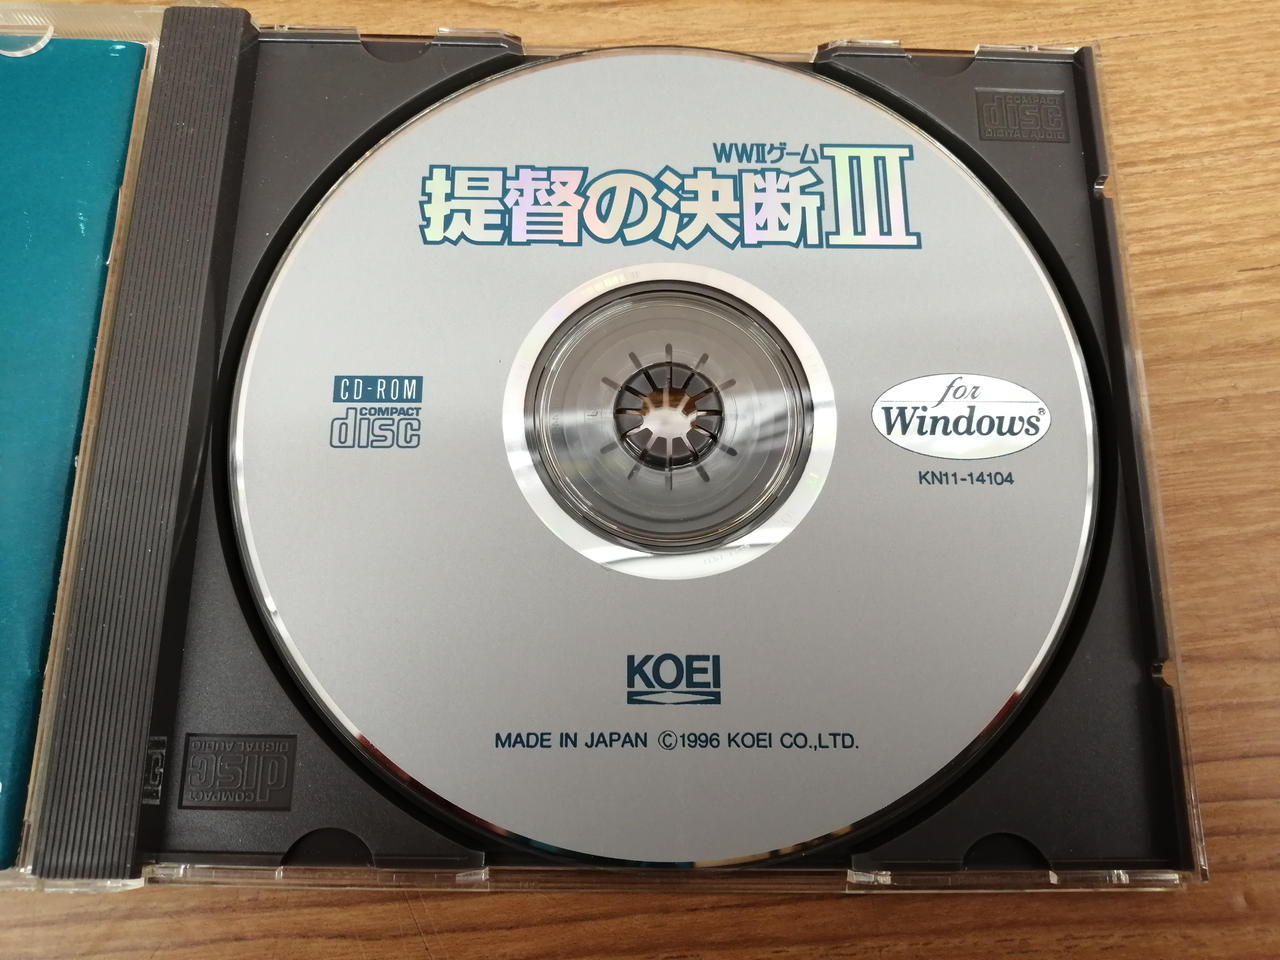 COMPACT
disc
DIGITAL AUDIO
WWⅡゲーム
提督の決断Ⅲ
CD-ROM
COMPACT
disc
for
Windows®
KN11-14104
KOEI
MADE IN JAPAN ©1996 KOEI CO.,LTD.
COMPACT
disc
DIGITAL AUDIO